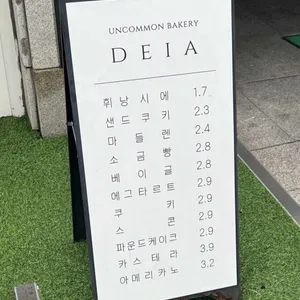 UNCOMMON BAKERY
DEIA
휘낭시에 1.7
샌드쿠키 2.3
마들렌 2.4
소금빵 2.8
베이글 2.8
에그타르트 2.9
쿠키 2.9
스콘 2.9
파운드케이크 2.9
카스테라 3.9
아메리카노 3.2